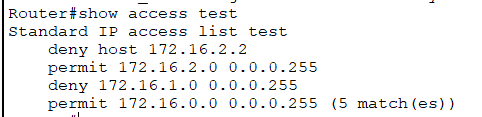 Router#show access test
Standard IP access list test
    deny host 172.16.2.2
    permit 172.16.2.0 0.0.0.255
    deny 172.16.1.0 0.0.0.255
    permit 172.16.0.0 0.0.0.255 (5 match(es))